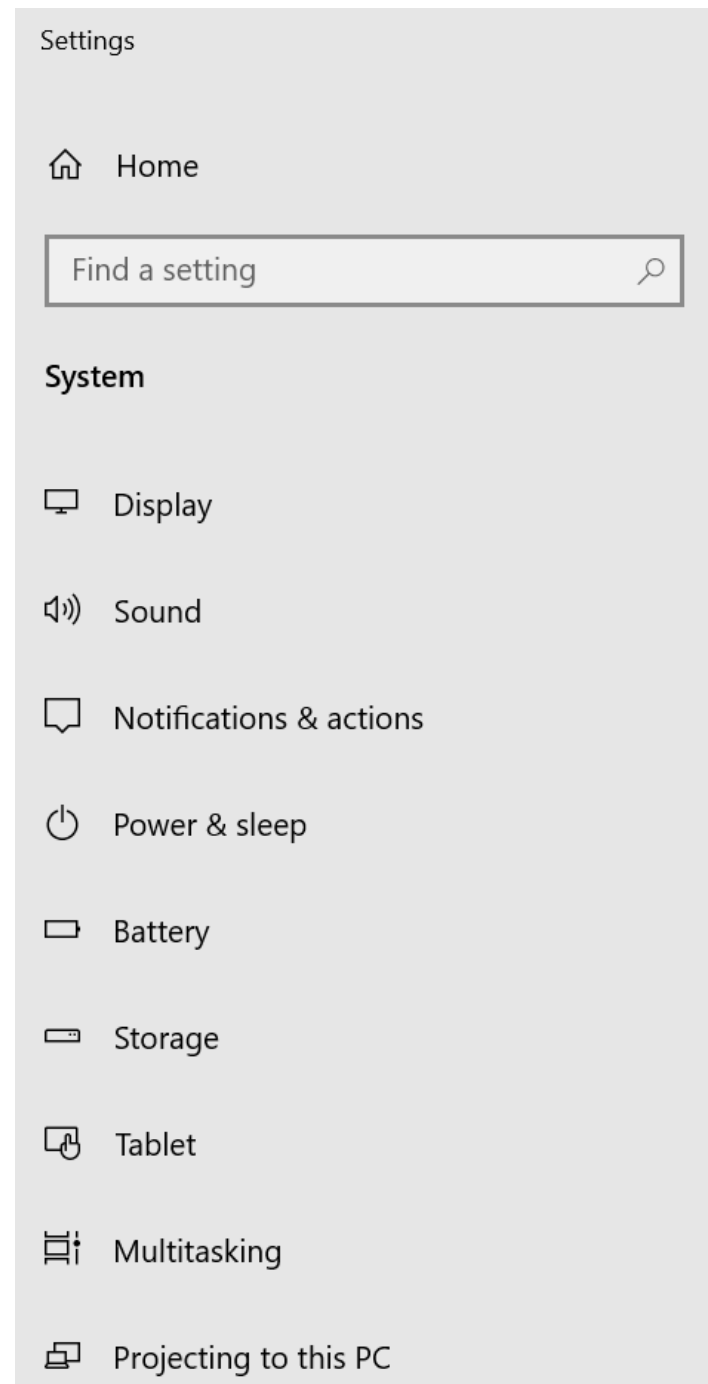 Settings
Home
Find a setting
System
Display
Sound
Notifications & actions
Power & sleep
Battery
Storage
Tablet
Multitasking
Projecting to this PC